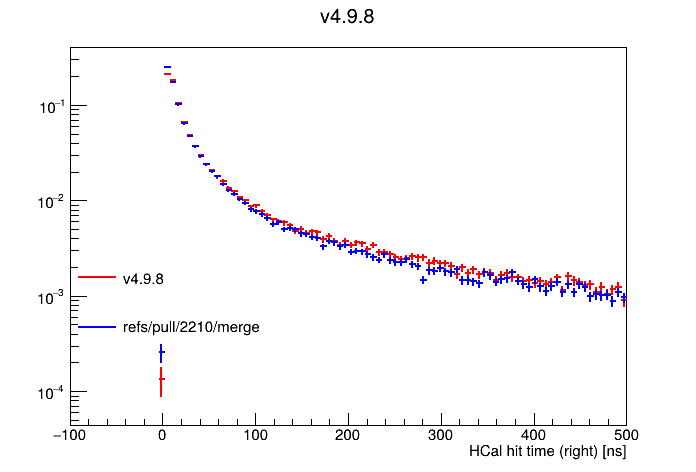 v4.9.8
10⁻¹
10⁻²
10⁻³
10⁻⁴
v4.9.8
refs/pull/2210/merge
−100 0 100 200 300 400 500
HCal hit time (right) [ns]